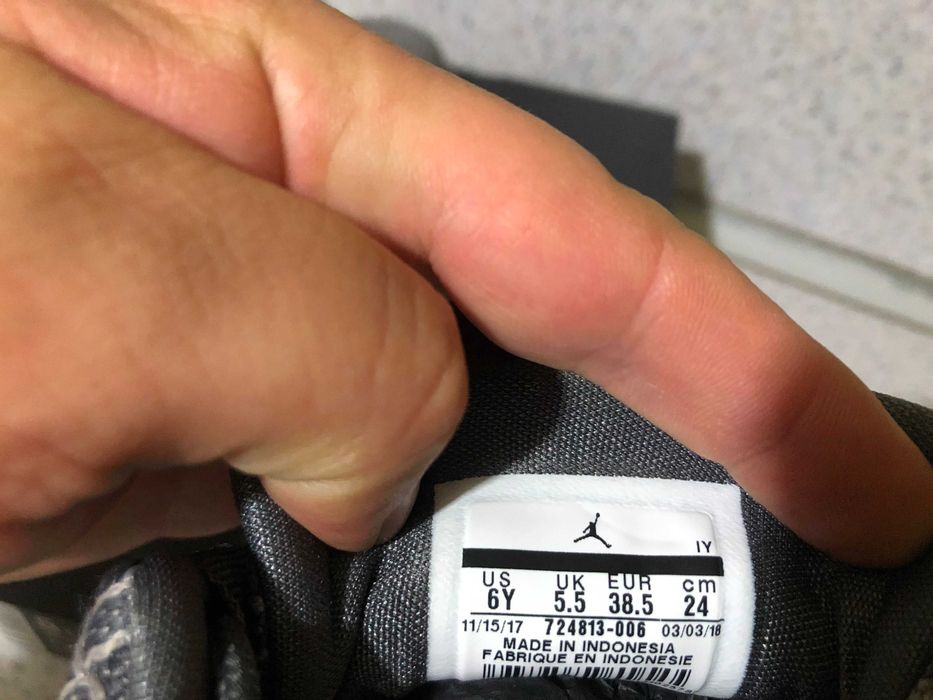 IY
US UK EUR cm
6Y 5.5 38.5 24
11/15/17 724813-006 03/03/18
MADE IN INDONESIA
FABRIQUE EN INDONESIE